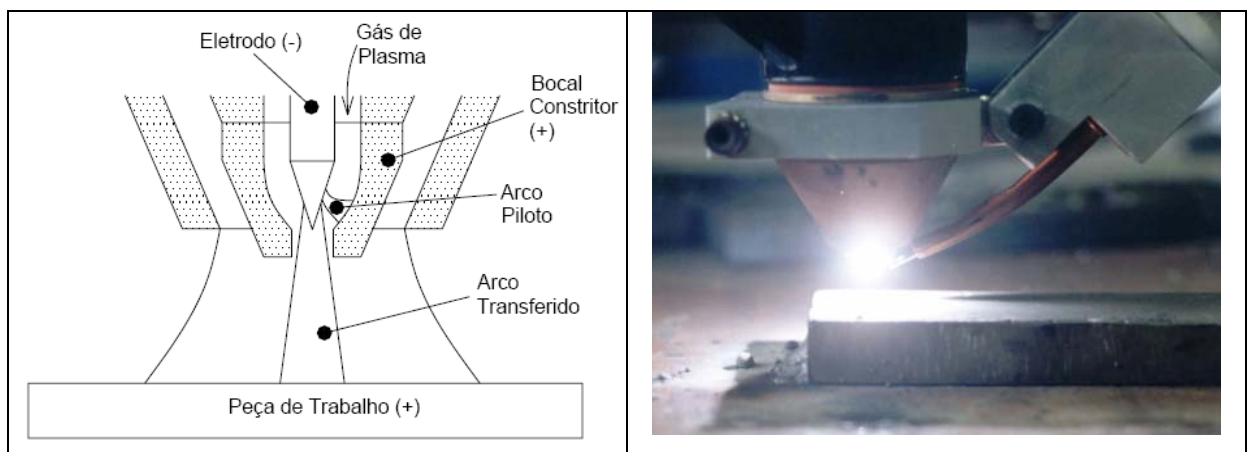 Eletrodo (-)
Gás de
Plasma
Bocal
Constritor
(+)
Arco
Piloto
Arco
Transferido
Peça de Trabalho (+)